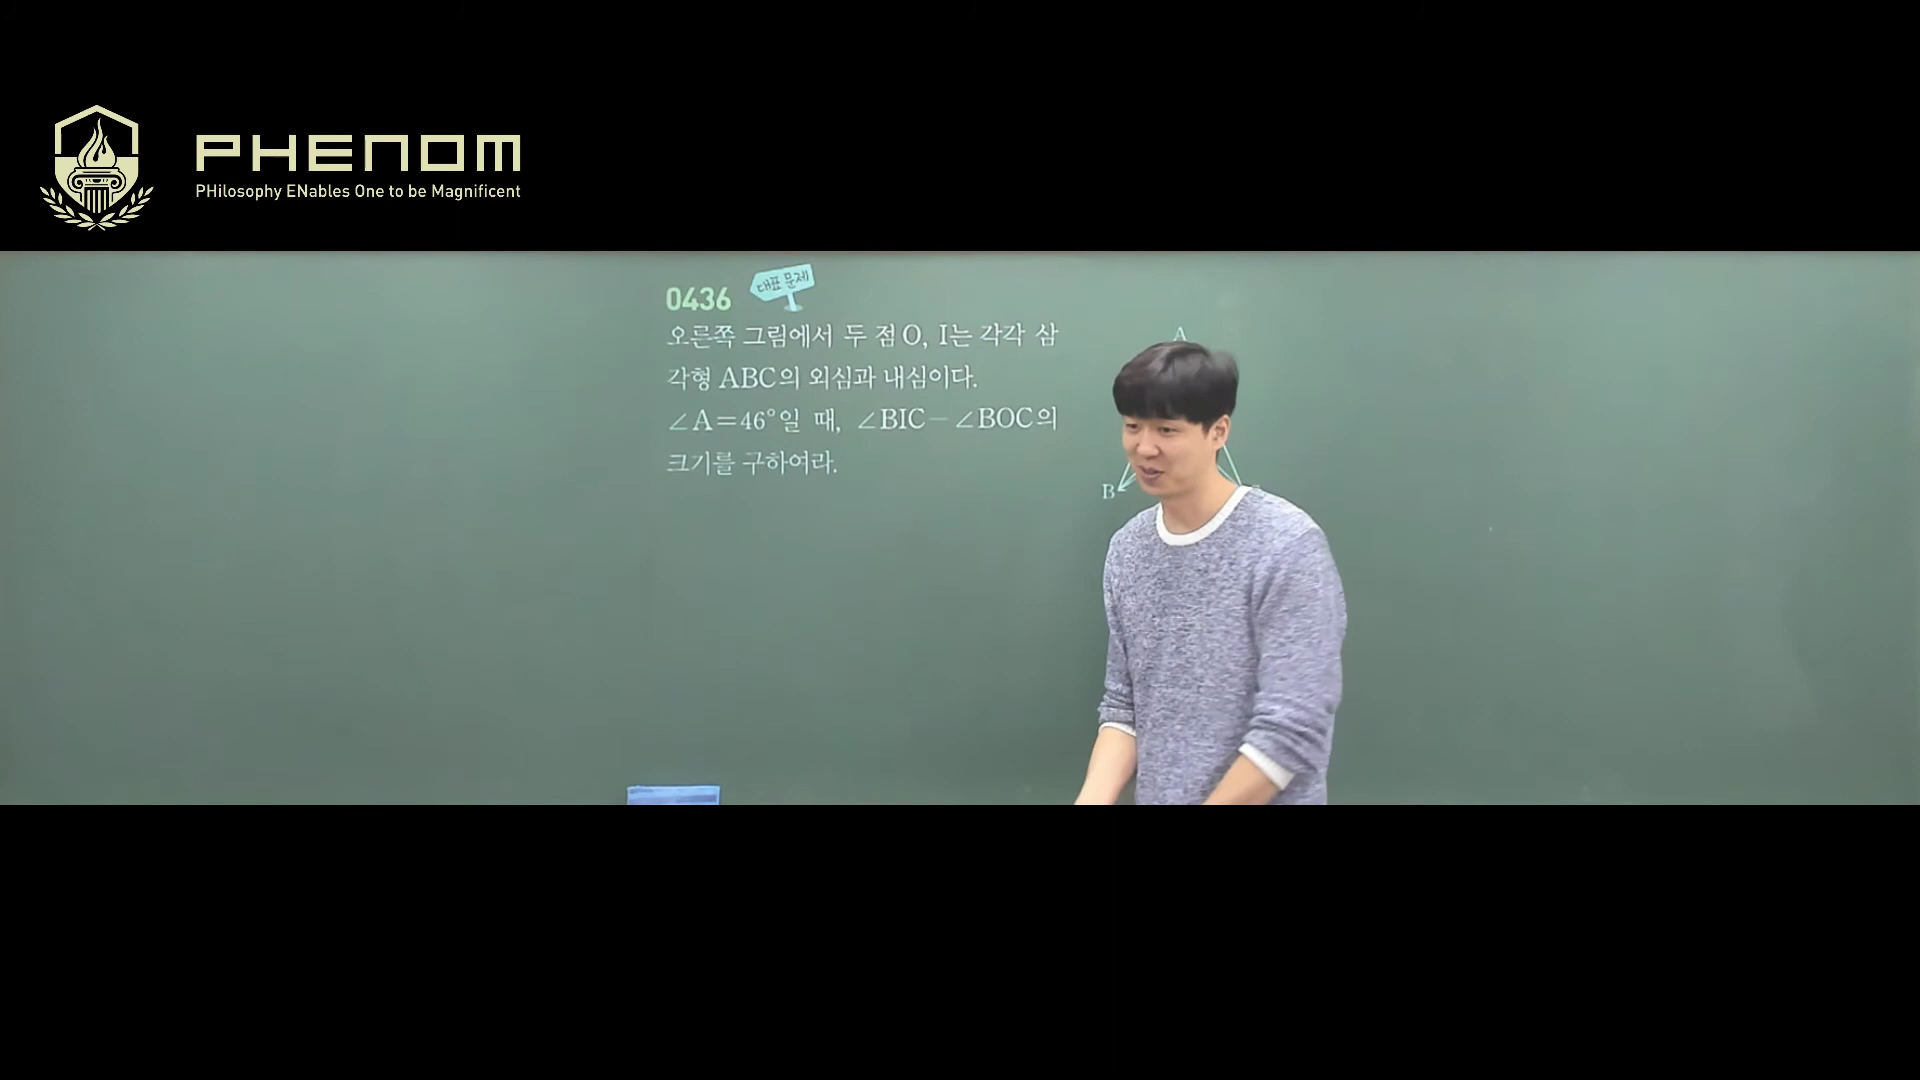 PHENOM
PHilosophy ENables One to be Magnificent
0436 대표 문제
오른쪽 그림에서 두 점 O, I는 각각 삼
각형 ABC의 외심과 내심이다.
∠A=46°일 때, ∠BIC-∠BOC의
크기를 구하여라.
A
B